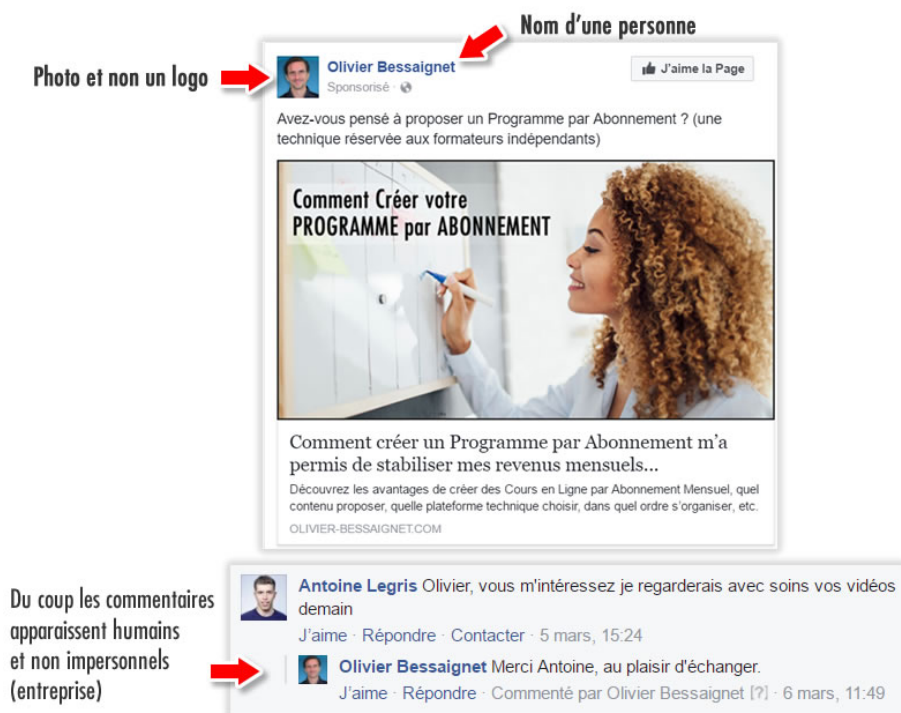 Nom d'une personne
Photo et non un logo
Olivier Bessaignet
J'aime la Page
Sponsorisé ·
Avez-vous pensé à proposer un Programme par Abonnement ? (une
technique réservée aux formateurs indépendants)
Comment Créer votre
PROGRAMME par ABONNEMENT
Comment créer un Programme par Abonnement m'a
permis de stabiliser mes revenus mensuels...
Découvrez les avantages de créer des Cours en Ligne par Abonnement Mensuel, quel
contenu proposer, quelle plateforme technique choisir, dans quel ordre s'organiser, etc.
OLIVIER-BESSAIGNET.COM
Du coup les commentaires
apparaissent humains
et non impersonnels
(entreprise)
Antoine Legris Olivier, vous m'intéressez je regarderais avec soins vos vidéos
demain
J'aime · Répondre · Contacter · 5 mars, 15:24
Olivier Bessaignet Merci Antoine, au plaisir d'échanger.
J'aime · Répondre · Commenté par Olivier Bessaignet [?] · 6 mars, 11:49